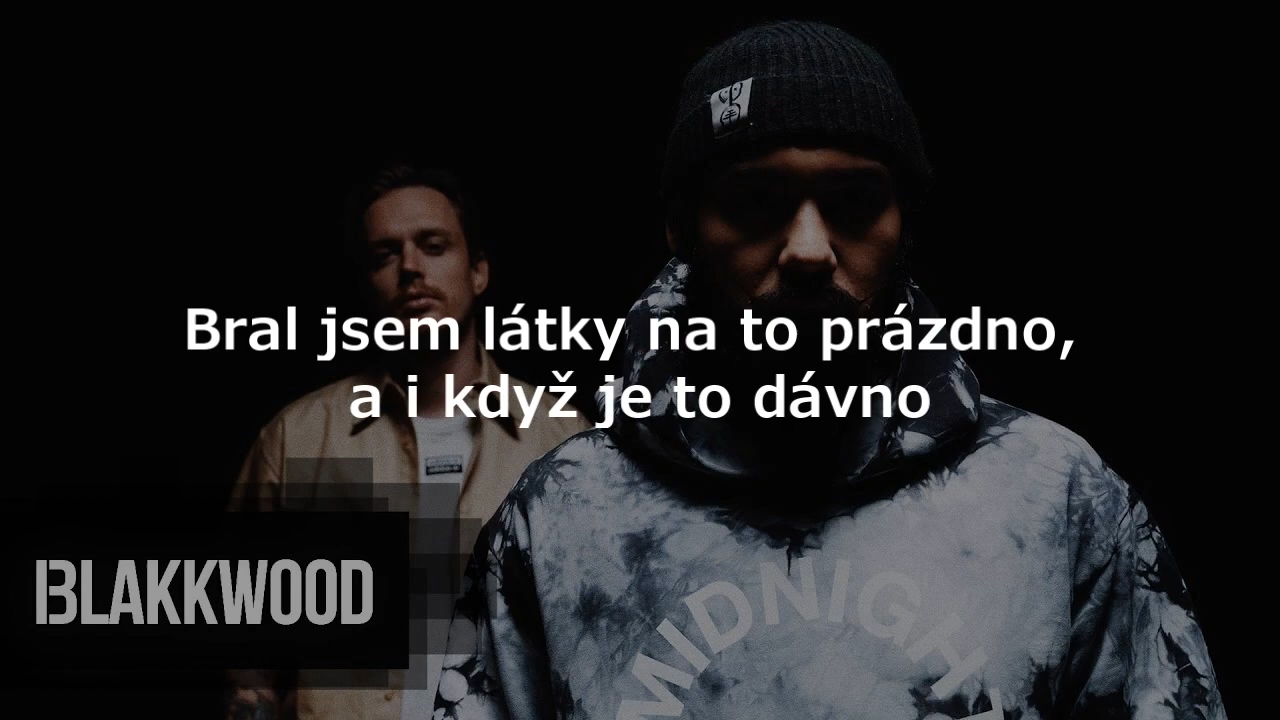 Bral jsem látky na to prázdno,
a i když je to dávno
BLAKKWOOD
MIDNIGHT